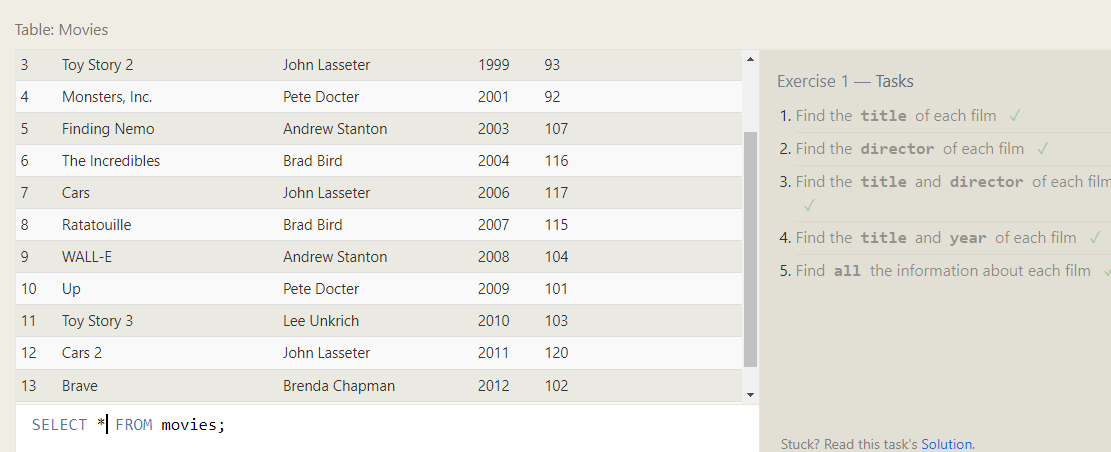 Table: Movies
3 Toy Story 2 John Lasseter 1999 93
4 Monsters, Inc. Pete Docter 2001 92
5 Finding Nemo Andrew Stanton 2003 107
6 The Incredibles Brad Bird 2004 116
7 Cars John Lasseter 2006 117
8 Ratatouille Brad Bird 2007 115
9 WALL-E Andrew Stanton 2008 104
10 Up Pete Docter 2009 101
11 Toy Story 3 Lee Unkrich 2010 103
12 Cars 2 John Lasseter 2011 120
13 Brave Brenda Chapman 2012 102
SELECT * FROM movies;
Exercise 1 — Tasks
1. Find the title of each film ✓
2. Find the director of each film ✓
3. Find the title and director of each film
✓
4. Find the title and year of each film ✓
5. Find all the information about each film ✓
Stuck? Read this task's Solution.